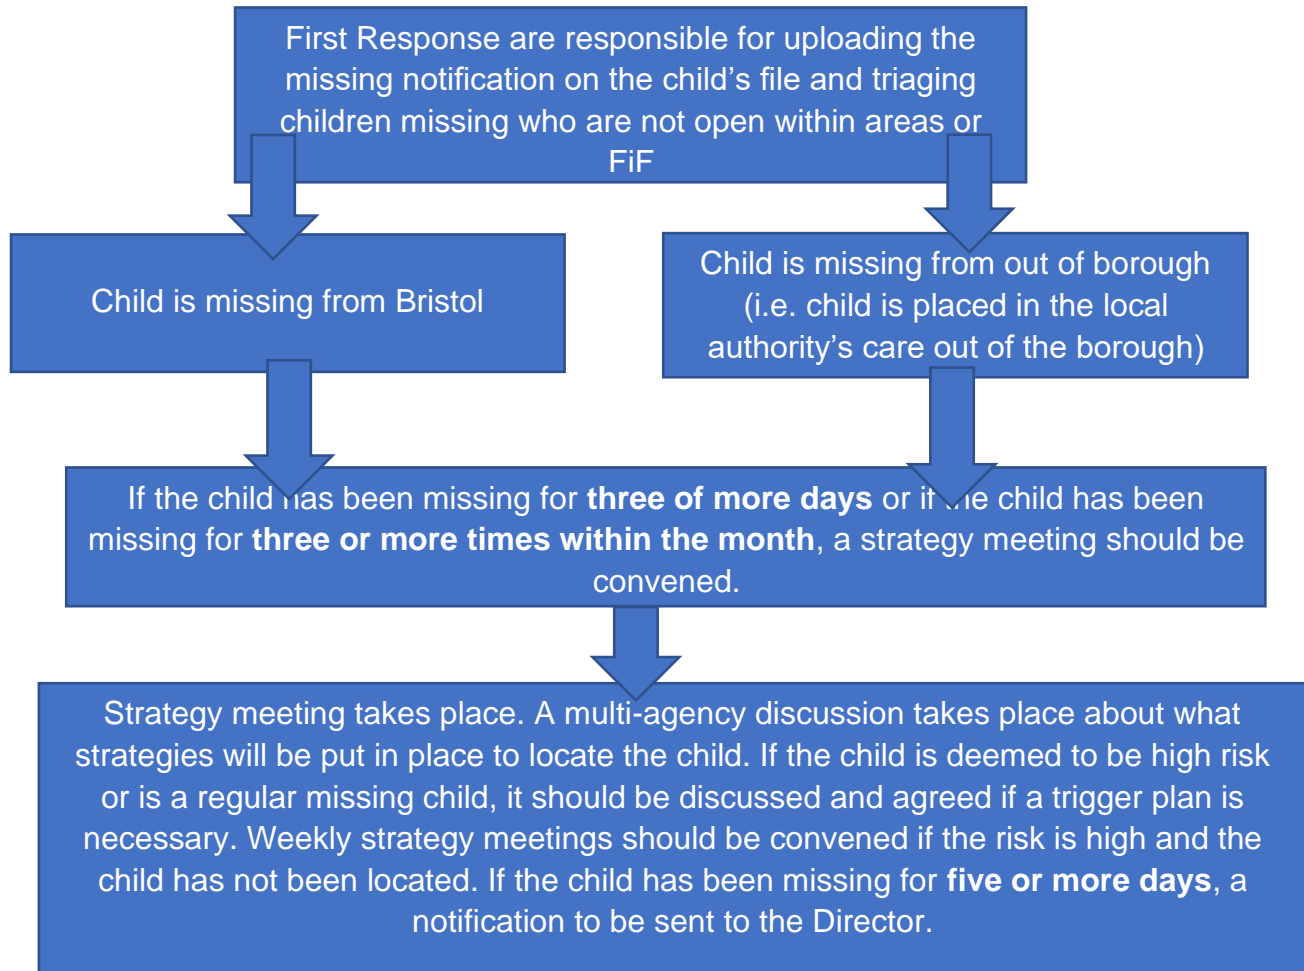 First Response are responsible for uploading the
missing notification on the child’s file and triaging
children missing who are not open within areas or
FiF
Child is missing from Bristol
Child is missing from out of borough
(i.e. child is placed in the local
authority’s care out of the borough)
If the child has been missing for three of more days or if the child has been
missing for three or more times within the month, a strategy meeting should be
convened.
Strategy meeting takes place. A multi-agency discussion takes place about what
strategies will be put in place to locate the child. If the child is deemed to be high risk
or is a regular missing child, it should be discussed and agreed if a trigger plan is
necessary. Weekly strategy meetings should be convened if the risk is high and the
child has not been located. If the child has been missing for five or more days, a
notification to be sent to the Director.